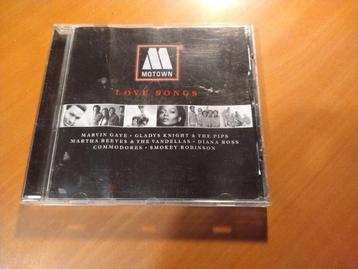 M
MOTOWN
LOVE SONGS
MARVIN GAYE • GLADYS KNIGHT & THE PIPS
MARTHA REEVES & THE VANDELLAS • DIANA ROSS
COMMODORES • SMOKEY ROBINSON